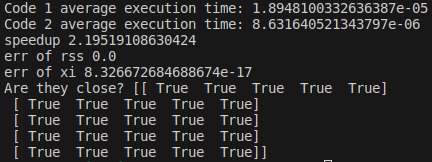 Code 1 average execution time: 1.8948100332636387e-05
Code 2 average execution time: 8.631640521343797e-06
speedup 2.19519108630424
err of rss 0.0
err of xi 8.326672684688674e-17
Are they close? [[ True  True  True  True  True]
 [ True  True  True  True  True]
 [ True  True  True  True  True]
 [ True  True  True  True  True]
 [ True  True  True  True  True]]